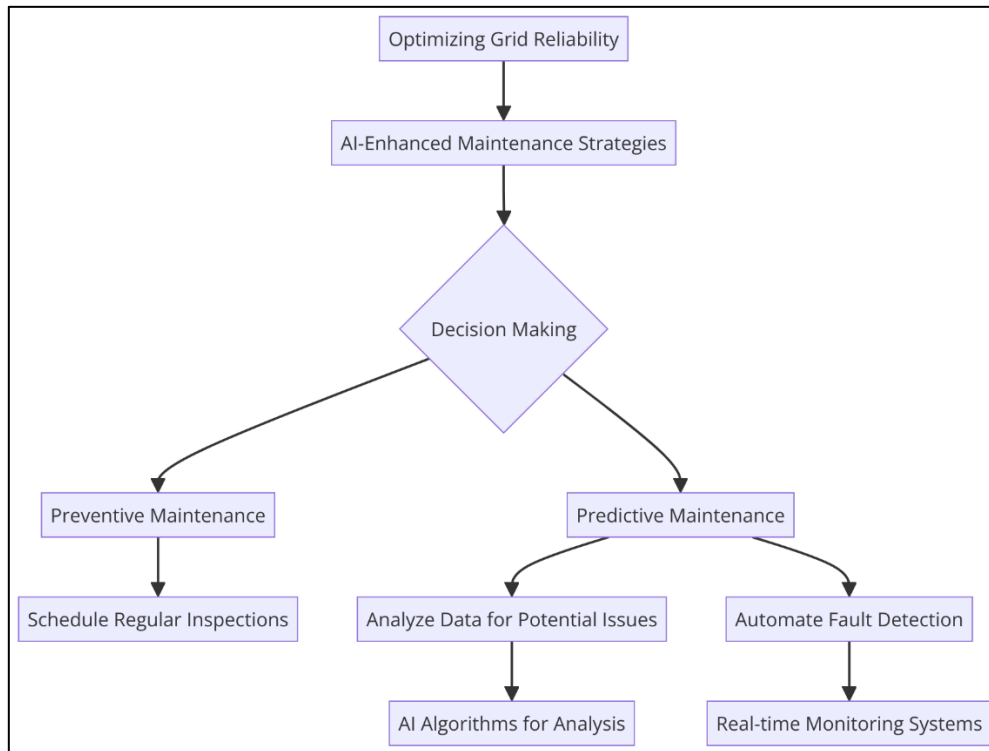 Optimizing Grid Reliability
AI-Enhanced Maintenance Strategies
Decision Making
Preventive Maintenance
Predictive Maintenance
Schedule Regular Inspections
Analyze Data for Potential Issues
Automate Fault Detection
AI Algorithms for Analysis
Real-time Monitoring Systems